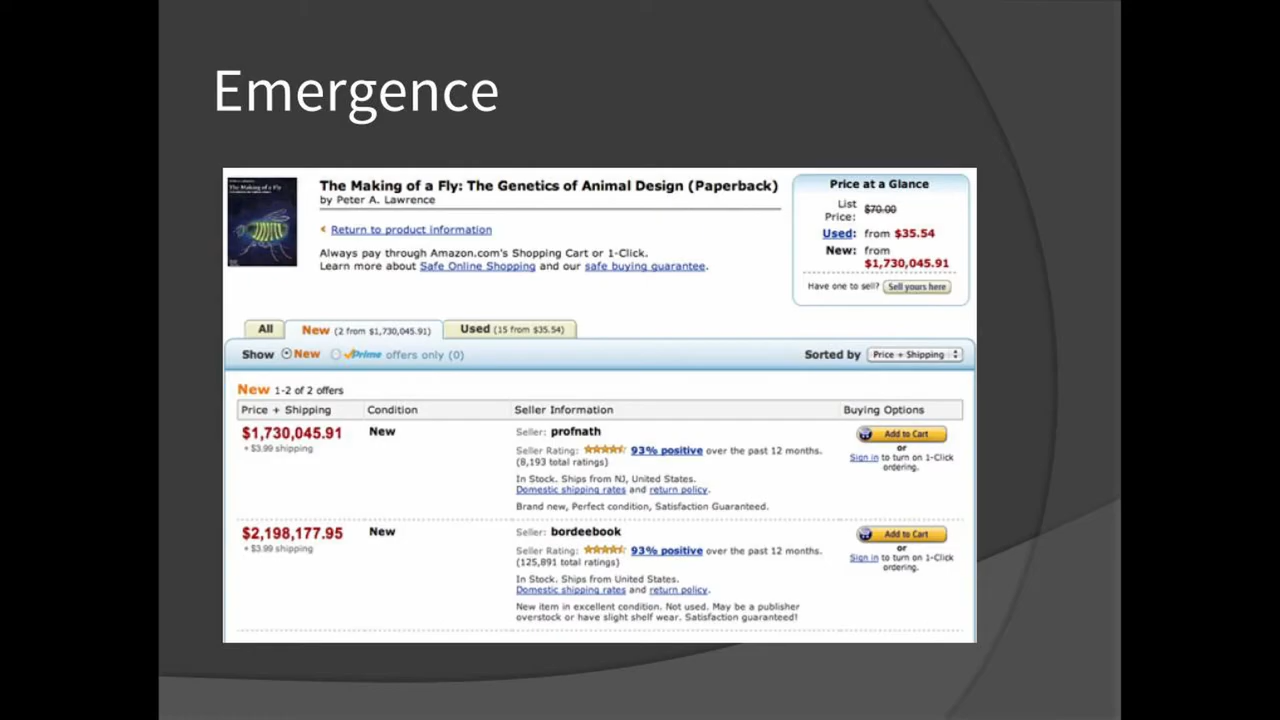 Emergence
The Making of a Fly
The Making of a Fly: The Genetics of Animal Design (Paperback)
by Peter A. Lawrence
Return to product information
Always pay through Amazon.com's Shopping Cart or 1-Click.
Learn more about Safe Online Shopping and our safe buying guarantee.
Price at a Glance
List Price: $70.00
Used: from $35.54
New: from $1,730,045.91
Have one to sell? Sell yours here
All New (2 from $1,730,045.91) Used (15 from $35.54)
Show New Prime offers only (0) Sorted by Price + Shipping
New 1-2 of 2 offers
Price + Shipping Condition Seller Information Buying Options
$1,730,045.91
+ $3.99 shipping
New
Seller: profnath
Seller Rating: 93% positive over the past 12 months.
(8,193 total ratings)
In Stock. Ships from NJ, United States.
Domestic shipping rates and return policy.
Brand new, Perfect condition, Satisfaction Guaranteed.
Add to Cart
or
Sign in to turn on 1-Click
ordering.
$2,198,177.95
+ $3.99 shipping
New
Seller: bordeebook
Seller Rating: 93% positive over the past 12 months.
(125,891 total ratings)
In Stock. Ships from United States.
Domestic shipping rates and return policy.
New item in excellent condition. Not used. May be a publisher
overstock or have slight shelf wear. Satisfaction guaranteed!
Add to Cart
or
Sign in to turn on 1-Click
ordering.